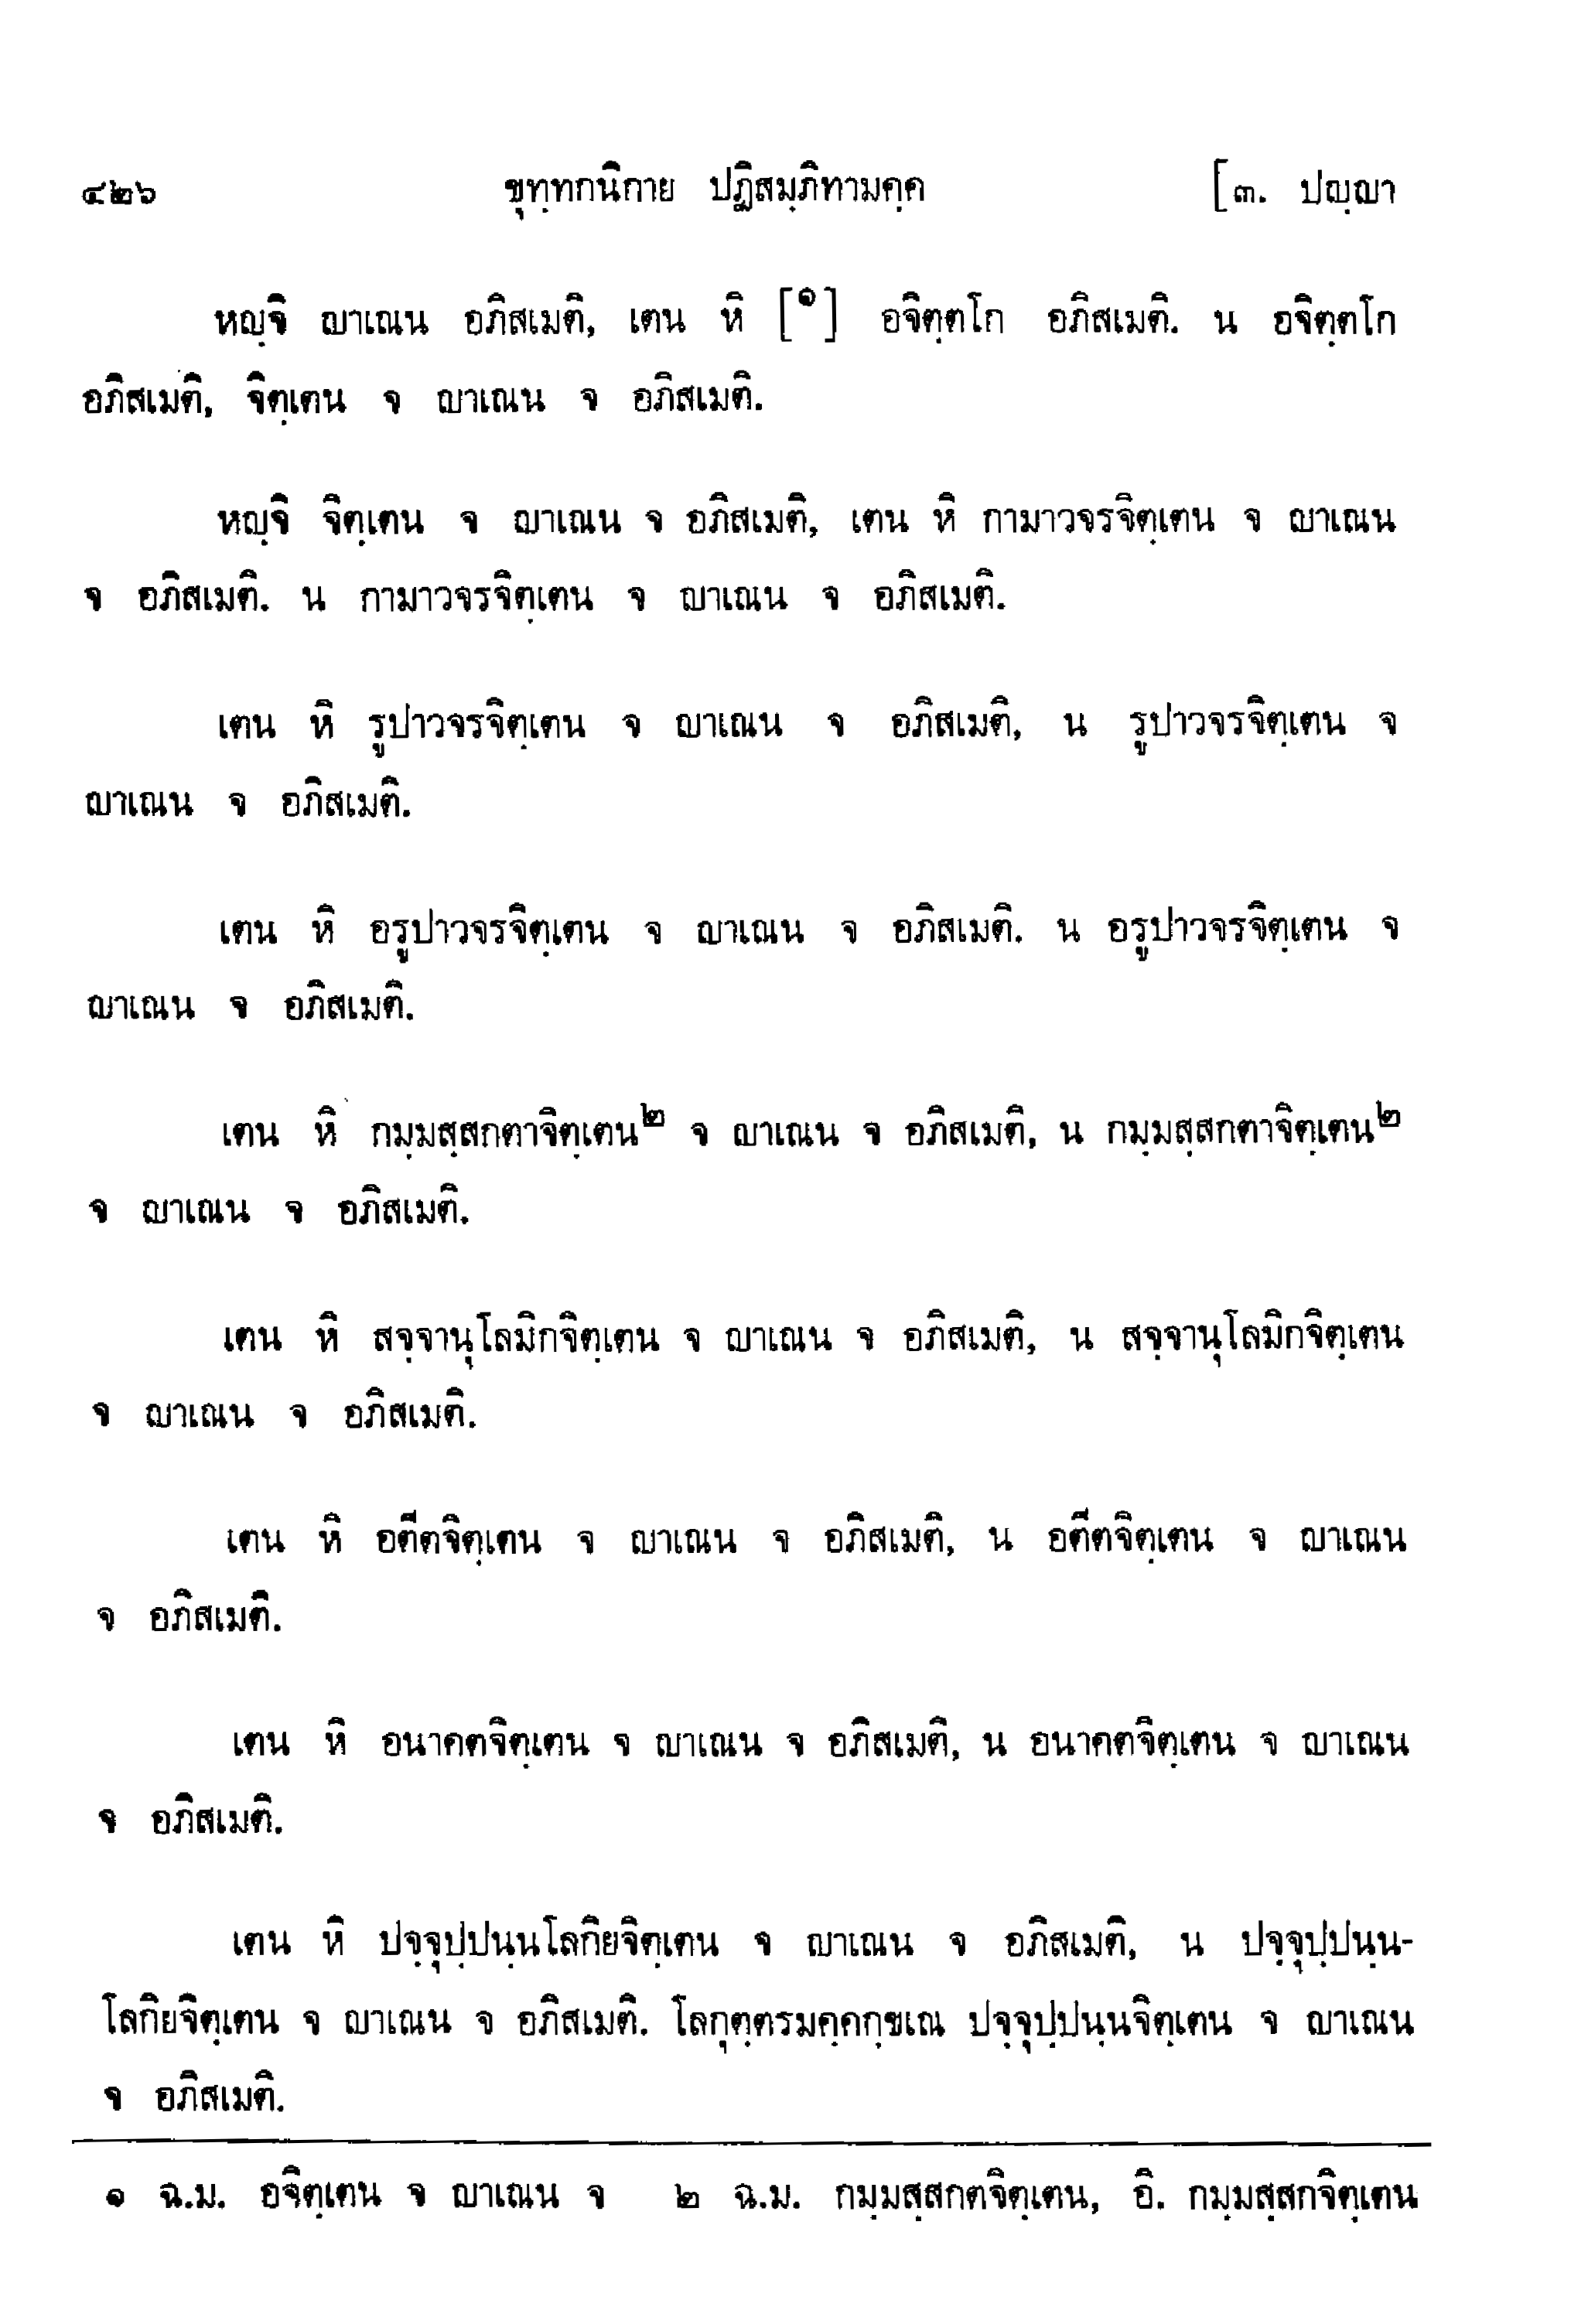 ๔๒๖ ขุทฺทกนิกาย ปฏิสมฺภิทามคฺค [๓. ปญฺญา
หญฺจิ ญาเณน อภิสเมติ, เตน หิ [๑] อจิตฺตโก อภิสเมติ. น อจิตฺตโก
อภิสเมติ, จิตฺเตน จ ญาเณน จ อภิสเมติ.
หญฺจิ จิตฺเตน จ ญาเณน จ อภิสเมติ, เตน หิ กามาวจรจิตฺเตน จ ญาเณน
จ อภิสเมติ. น กามาวจรจิตฺเตน จ ญาเณน จ อภิสเมติ.
เตน หิ รูปาวจรจิตฺเตน จ ญาเณน จ อภิสเมติ, น รูปาวจรจิตฺเตน จ
ญาเณน จ อภิสเมติ.
เตน หิ อรูปาวจรจิตฺเตน จ ญาเณน จ อภิสเมติ. น อรูปาวจรจิตฺเตน จ
ญาเณน จ อภิสเมติ.
เตน หิ กมฺมสฺสกตาจิตฺเตน๒ จ ญาเณน จ อภิสเมติ, น กมฺมสฺสกตาจิตฺเตน๒
จ ญาเณน จ อภิสเมติ.
เตน หิ สจฺจานุโลมิกจิตฺเตน จ ญาเณน จ อภิสเมติ, น สจฺจานุโลมิกจิตฺเตน
จ ญาเณน จ อภิสเมติ.
เตน หิ อตีตจิตฺเตน จ ญาเณน จ อภิสเมติ, น อตีตจิตฺเตน จ ญาเณน
จ อภิสเมติ.
เตน หิ อนาคตจิตฺเตน จ ญาเณน จ อภิสเมติ, น อนาคตจิตฺเตน จ ญาเณน
จ อภิสเมติ.
เตน หิ ปจฺจุปฺปนฺนโลกิยจิตฺเตน จ ญาเณน จ อภิสเมติ, น ปจฺจุปฺปนฺน-
โลกิยจิตฺเตน จ ญาเณน จ อภิสเมติ. โลกุตฺตรมคฺคกฺขเณ ปจฺจุปฺปนฺนจิตฺเตน จ ญาเณน
จ อภิสเมติ.
๑ ฉ.ม. อจิตฺเตน จ ญาเณน จ ๒ ฉ.ม. กมฺมสฺสกตจิตฺเตน, อิ. กมฺมสฺสกจิตฺเตน